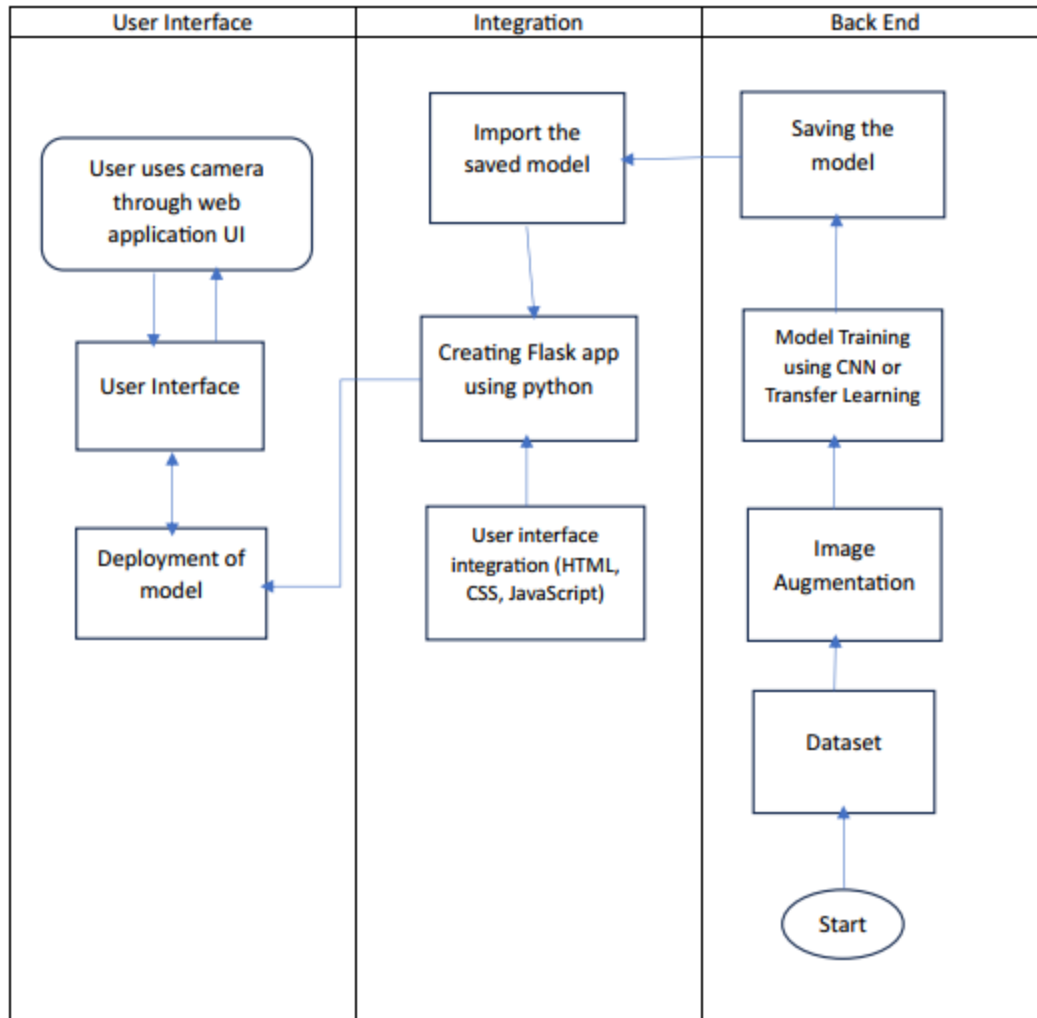 User Interface
Integration
Back End
User uses camera
through web
application UI
User Interface
Deployment of
model
Import the
saved model
Creating Flask app
using python
User interface
integration (HTML,
CSS, JavaScript)
Saving the
model
Model Training
using CNN or
Transfer Learning
Image
Augmentation
Dataset
Start